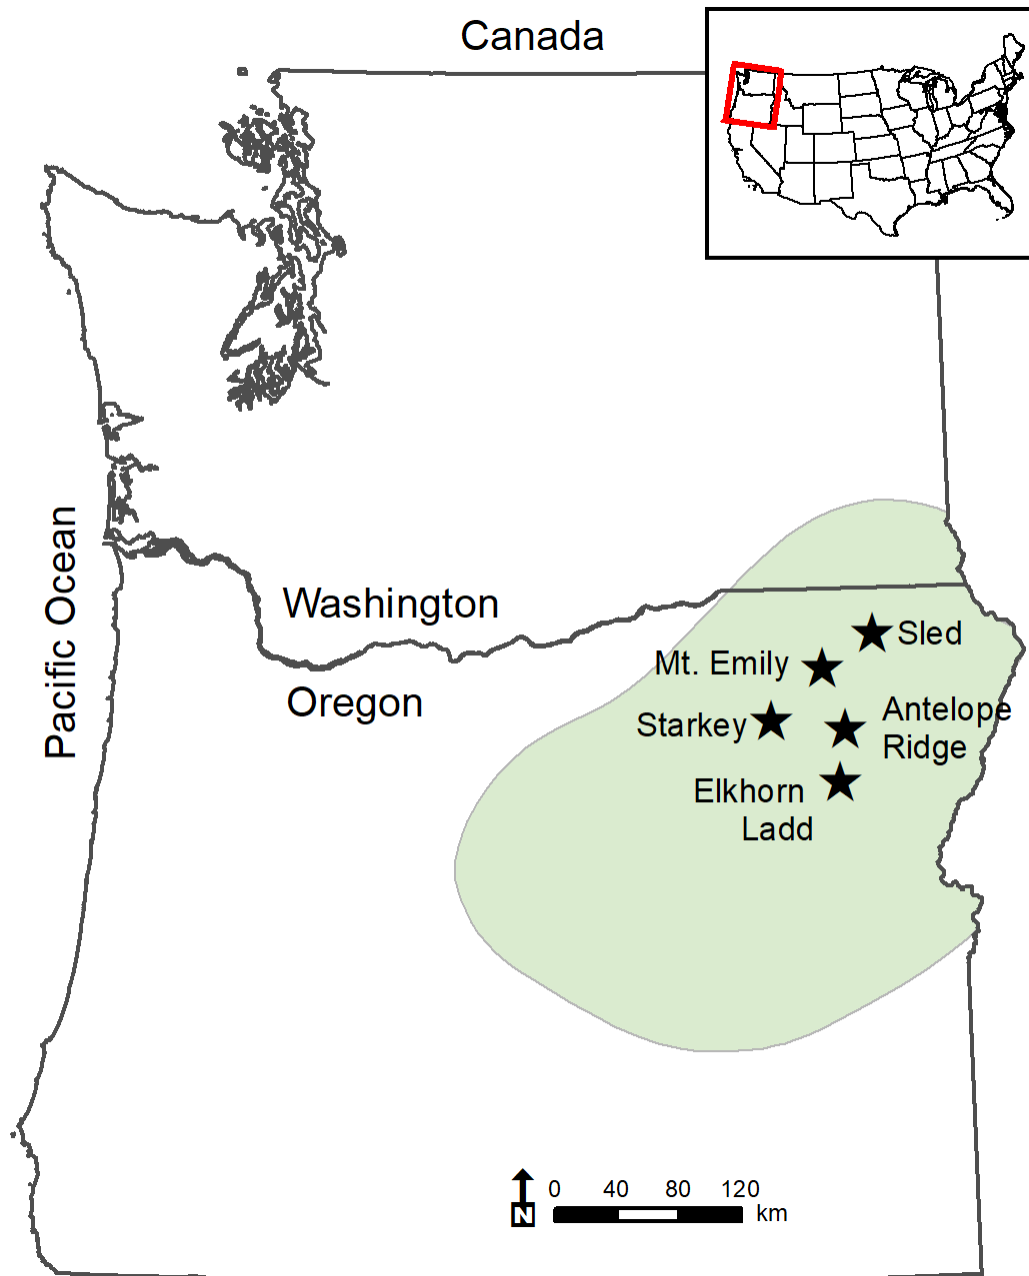 Canada
Pacific Ocean
Washington
Oregon
Sled
Mt. Emily
Starkey
Antelope
Ridge
Elkhorn
Ladd
N
0 40 80 120
km